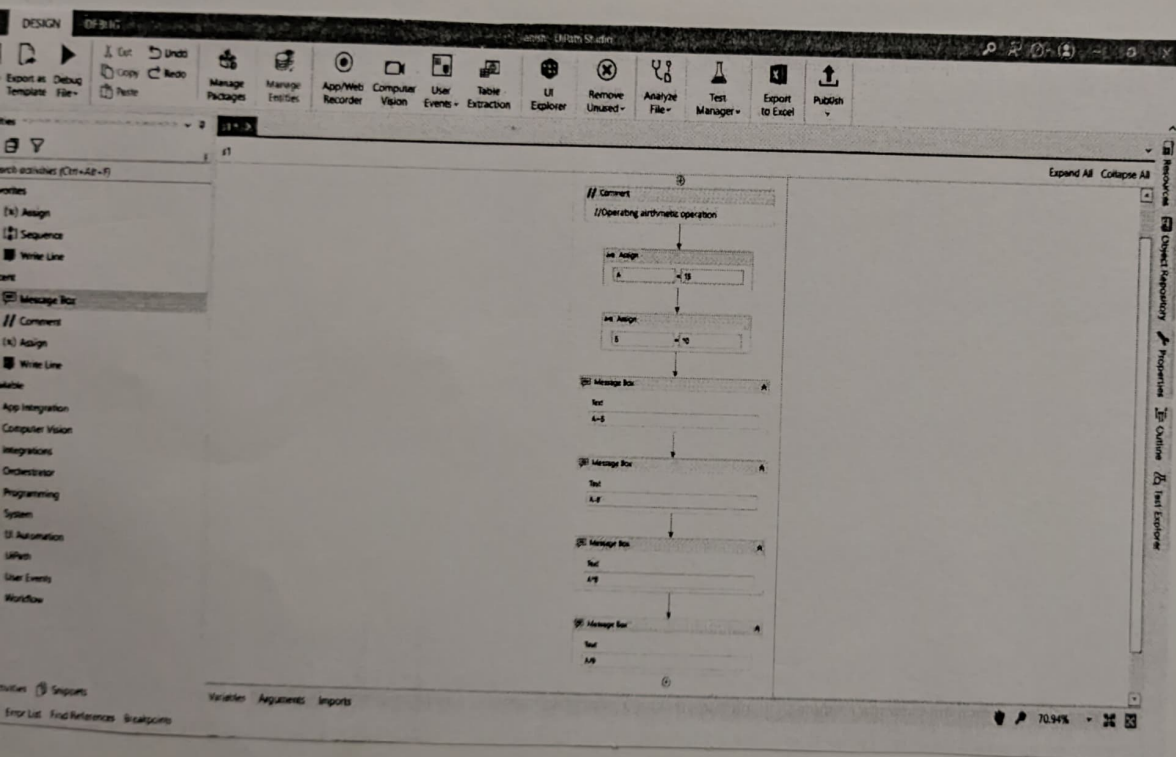 DESIGN DEBUG
UiPath Studio
Export as Template
Debug File
Cut
Copy
Paste
Undo
Redo
Manage Packages
Manage Entities
App/Web Recorder
Computer Vision
User Events
Table Extraction
UI Explorer
Remove Unused
Analyze File
Test Manager
Export to Excel
Publish
Expand All Collapse All
(Ctrl+Alt+F)
Assign
Sequence
Write Line
Message Box
// Comment
Assign
Write Line
App Integration
Computer Vision
Integrations
Orchestrator
Programming
System
UI Automation
UiPath
User Events
Workflow
Snippets
Error List Find References Breakpoints
// Comment
//Operating airthmetic operation
Assign
A = 15
Assign
B = 10
Message Box
Text
A+B
Message Box
Text
A-B
Message Box
Text
A*B
Message Box
Text
A/B
Variables Arguments Imports
70.94%
Resources
Object Repository
Properties
Outline
Test Explorer